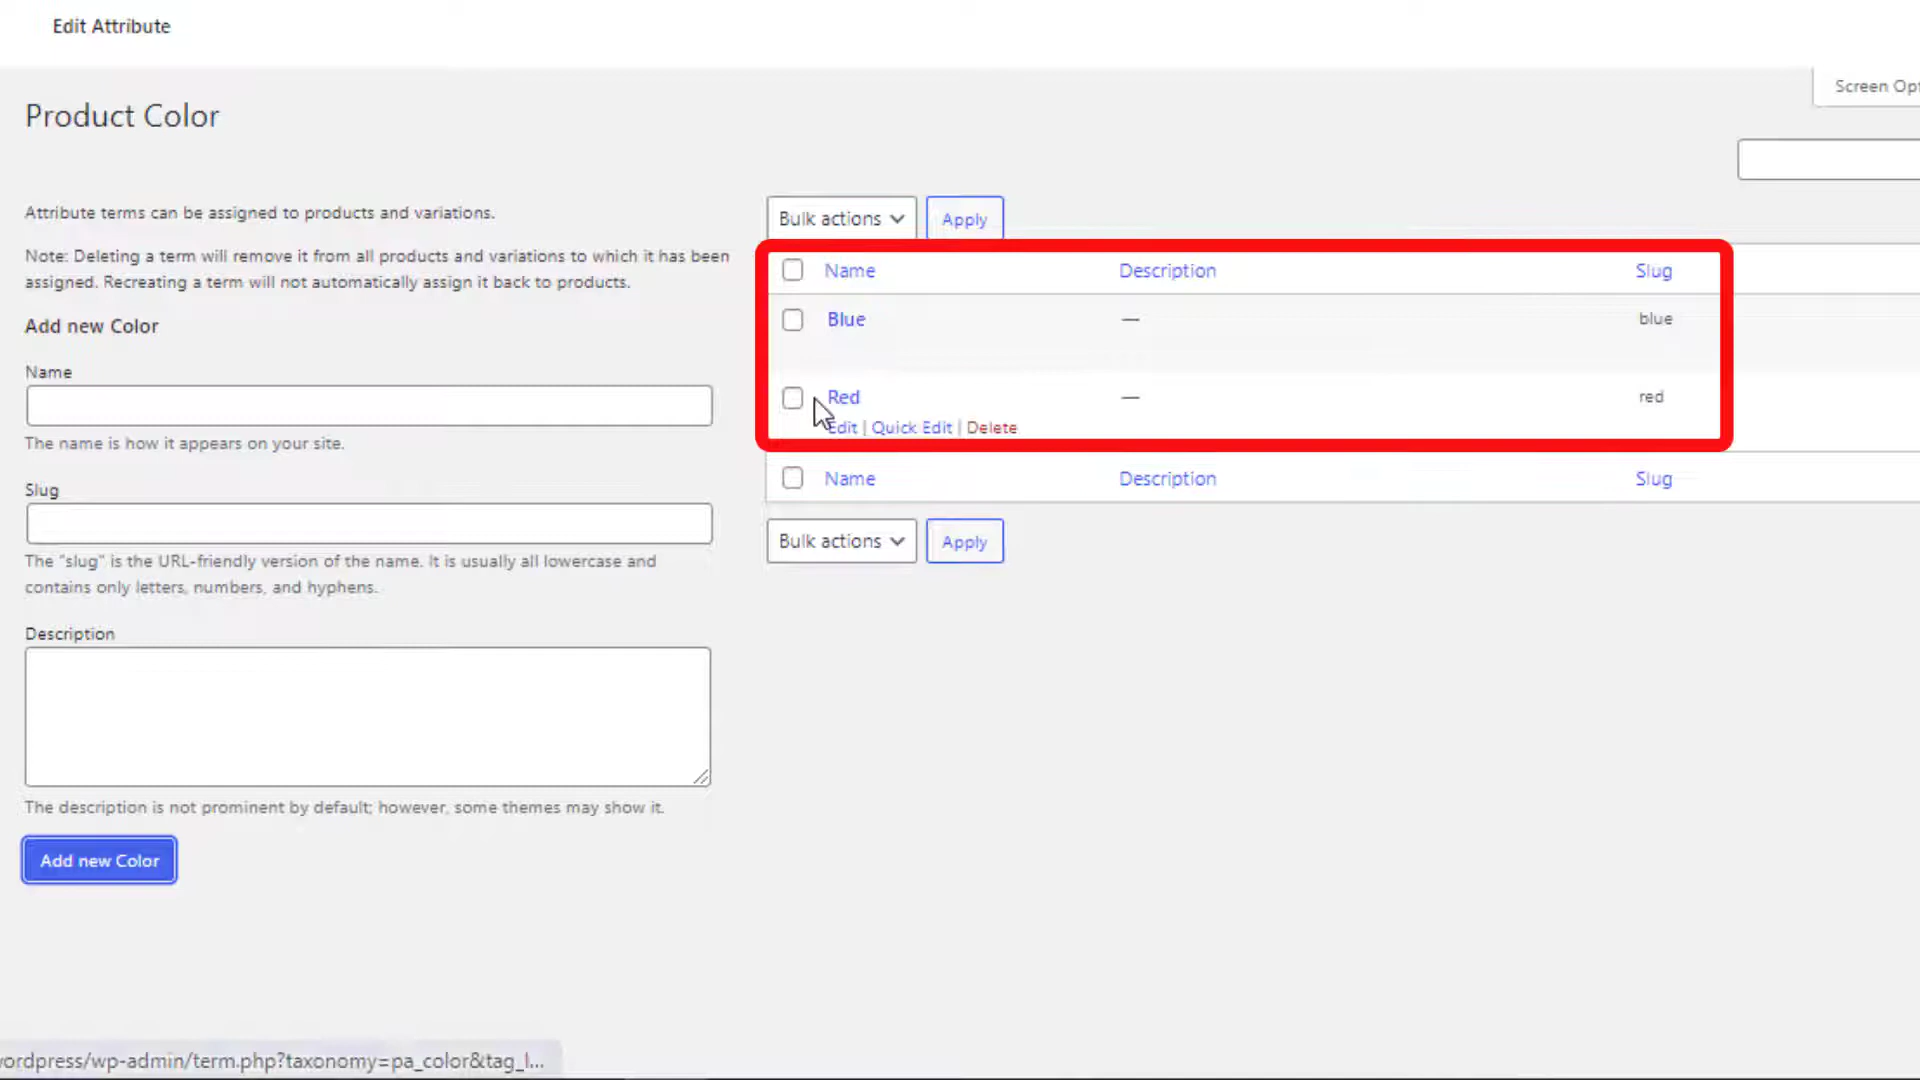 Edit Attribute
Screen Opt
Product Color
Attribute terms can be assigned to products and variations.
Note: Deleting a term will remove it from all products and variations to which it has been
assigned. Recreating a term will not automatically assign it back to products.
Add new Color
Name
The name is how it appears on your site.
Slug
The “slug” is the URL-friendly version of the name. It is usually all lowercase and
contains only letters, numbers, and hyphens.
Description
The description is not prominent by default; however, some themes may show it.
Add new Color
Bulk actions Apply
Name Description Slug
Blue — blue
Red — red
Edit | Quick Edit | Delete
Name Description Slug
Bulk actions Apply
wordpress/wp-admin/term.php?taxonomy=pa_color&tag_I...